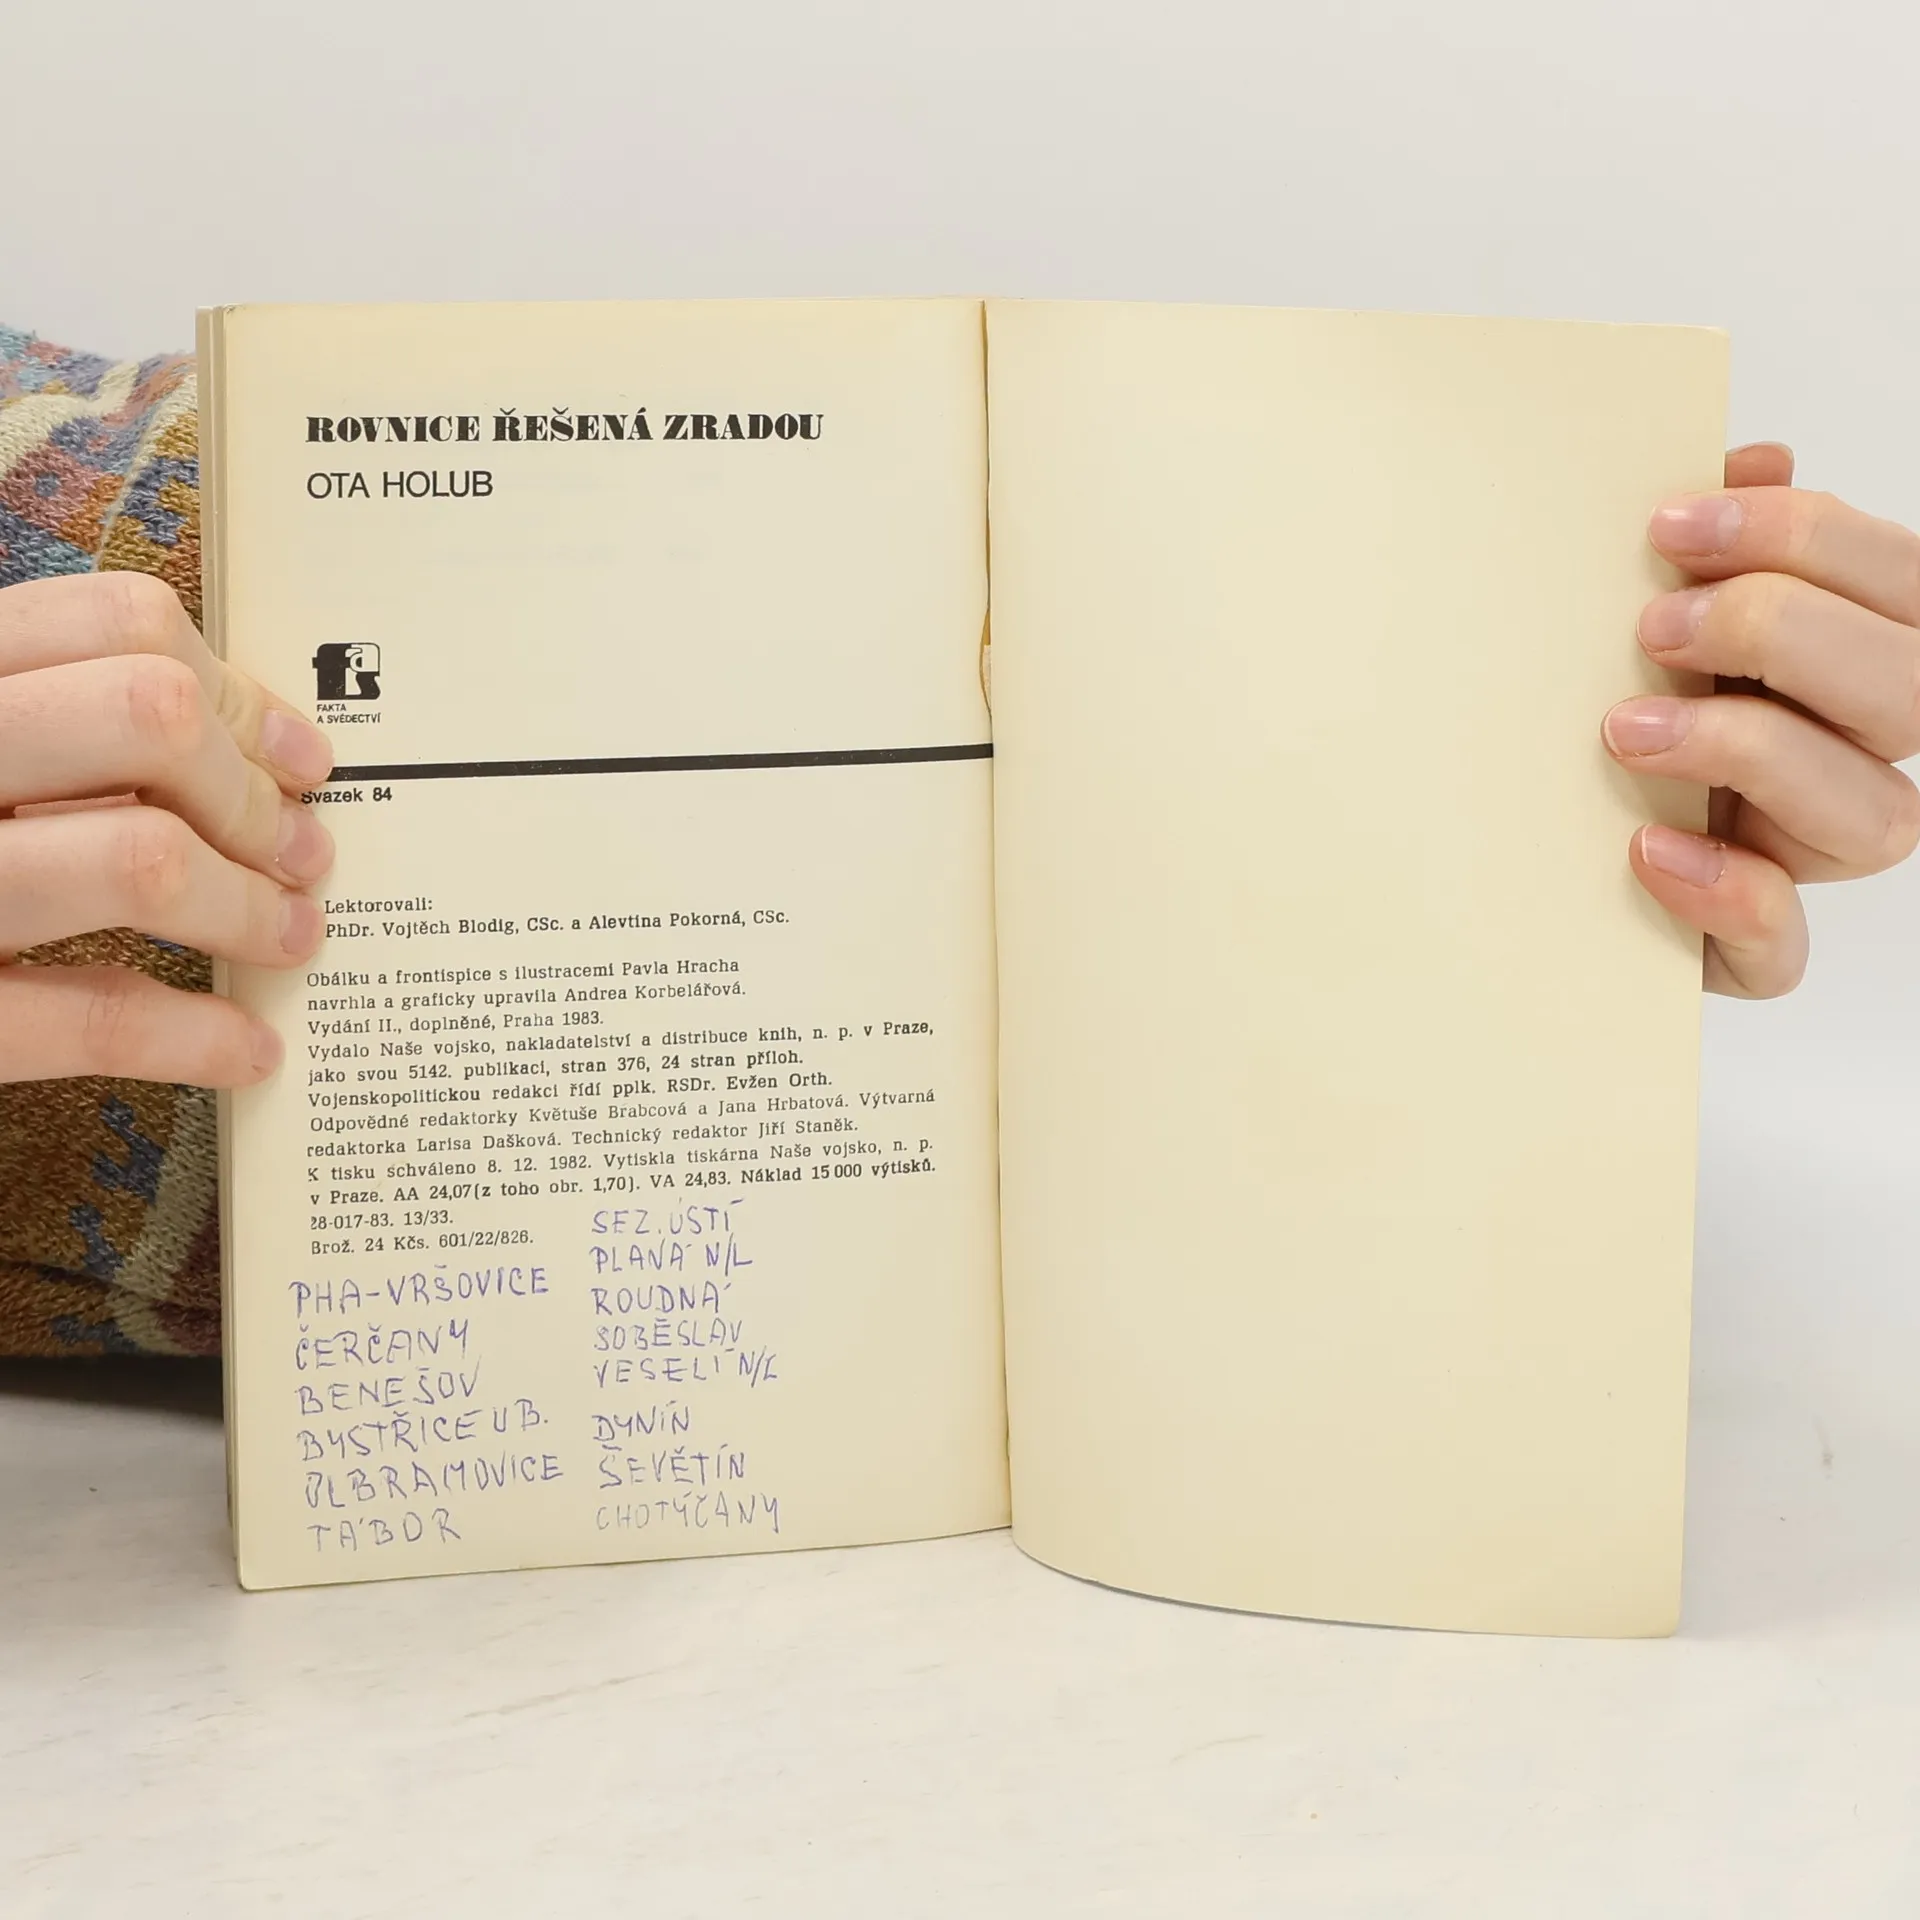 ROVNICE ŘEŠENÁ ZRADOU
OTA HOLUB
fas
FAKTA
A SVĚDECTVÍ
Svazek 84
Lektorovali:
PhDr. Vojtěch Blodig, CSc. a Alevtina Pokorná, CSc.
Obálku a frontispice s ilustracemi Pavla Hracha
navrhla a graficky upravila Andrea Korbelářová.
Vydání II., doplněné, Praha 1983.
Vydalo Naše vojsko, nakladatelství a distribuce knih, n. p. v Praze,
jako svou 5142. publikaci, stran 376, 24 stran příloh.
Vojenskopolitickou redakci řídí pplk. RSDr. Evžen Orth.
Odpovědné redaktorky Květuše Brabcová a Jana Hrbatová. Výtvarná
redaktorka Larisa Dašková. Technický redaktor Jiří Staněk.
K tisku schváleno 8. 12. 1982. Vytiskla tiskárna Naše vojsko, n. p.
v Praze. AA 24,07(z toho obr. 1,70). VA 24,83. Náklad 15 000 výtisků.
28-017-83. 13/33.
Brož. 24 Kčs. 601/22/826.
PHA-VRŠOVICE
ČERČANY
BENEŠOV
BYSTŘICE U B.
OLBRAMOVICE
TÁBOR
SEZ. ÚSTÍ
PLANÁ N/L
ROUDNÁ
SOBĚSLAV
VESELÍ N/L
DYNÍN
ŠEVĚTÍN
CHOTÝČANY